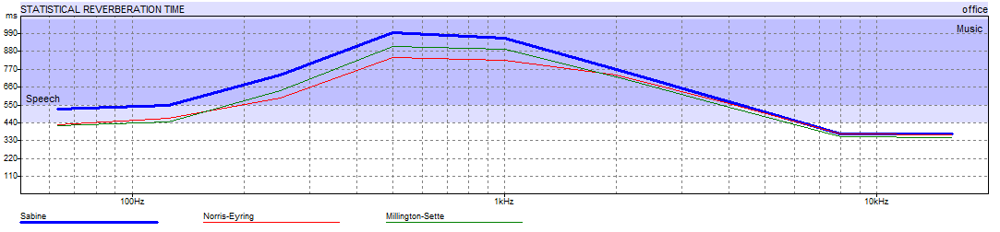 STATISTICAL REVERBERATION TIME office
ms
Music
990
880
770
660
Speech
550
440
330
220
110
100Hz 1kHz 10kHz
Sabine Norris-Eyring Millington-Sette